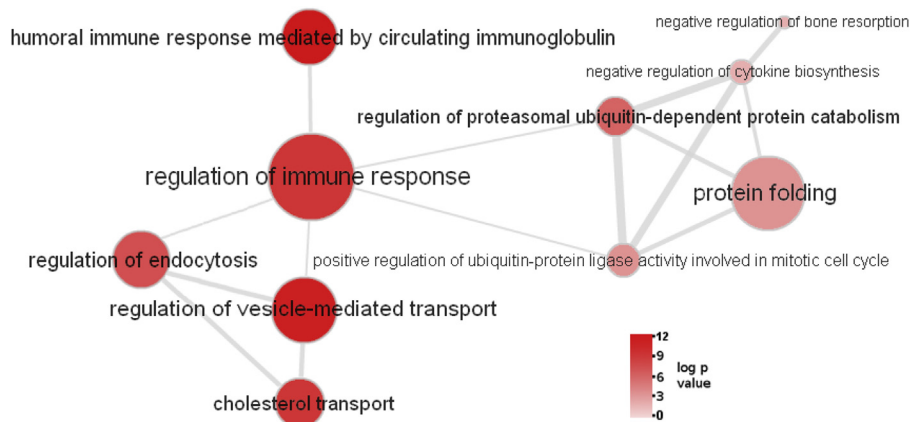 negative regulation of bone resorption
humoral immune response mediated by circulating immunoglobulin
negative regulation of cytokine biosynthesis
regulation of proteasomal ubiquitin-dependent protein catabolism
regulation of immune response
protein folding
regulation of endocytosis
positive regulation of ubiquitin-protein ligase activity involved in mitotic cell cycle
regulation of vesicle-mediated transport
cholesterol transport
12
9
6
3
0
log p
value